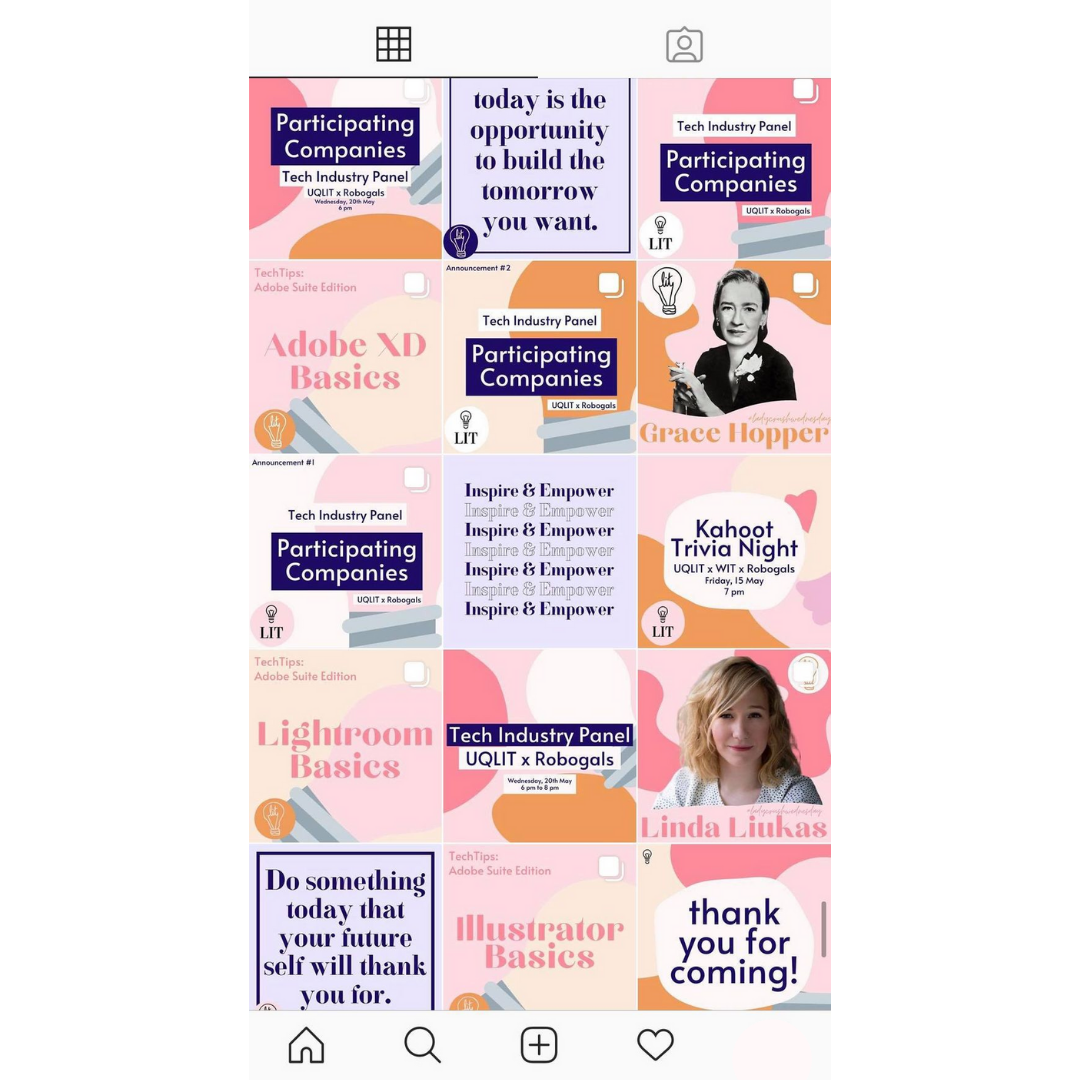 Participating
Companies
Tech Industry Panel
UQLIT x Robogals
Wednesday, 20th May
6 pm
today is the
opportunity
to build the
tomorrow
you want.
lit
Tech Industry Panel
Participating
Companies
UQLIT x Robogals
LIT
TechTips:
Adobe Suite Edition
Adobe XD
Basics
lit
Announcement #2
Tech Industry Panel
Participating
Companies
UQLIT x Robogals
LIT
lit
#ladycrushwednesday
Grace Hopper
Announcement #1
Tech Industry Panel
Participating
Companies
UQLIT x Robogals
LIT
Inspire & Empower
Inspire & Empower
Inspire & Empower
Inspire & Empower
Inspire & Empower
Inspire & Empower
Inspire & Empower
Kahoot
Trivia Night
UQLIT x WIT x Robogals
Friday, 15 May
7 pm
LIT
TechTips:
Adobe Suite Edition
Lightroom
Basics
lit
Tech Industry Panel
UQLIT x Robogals
Wednesday, 20th May
6 pm to 8 pm
#ladycrushwednesday
Linda Liukas
Do something
today that
your future
self will thank
you for.
lit
TechTips:
Adobe Suite Edition
Illustrator
Basics
lit
thank
you for
coming!